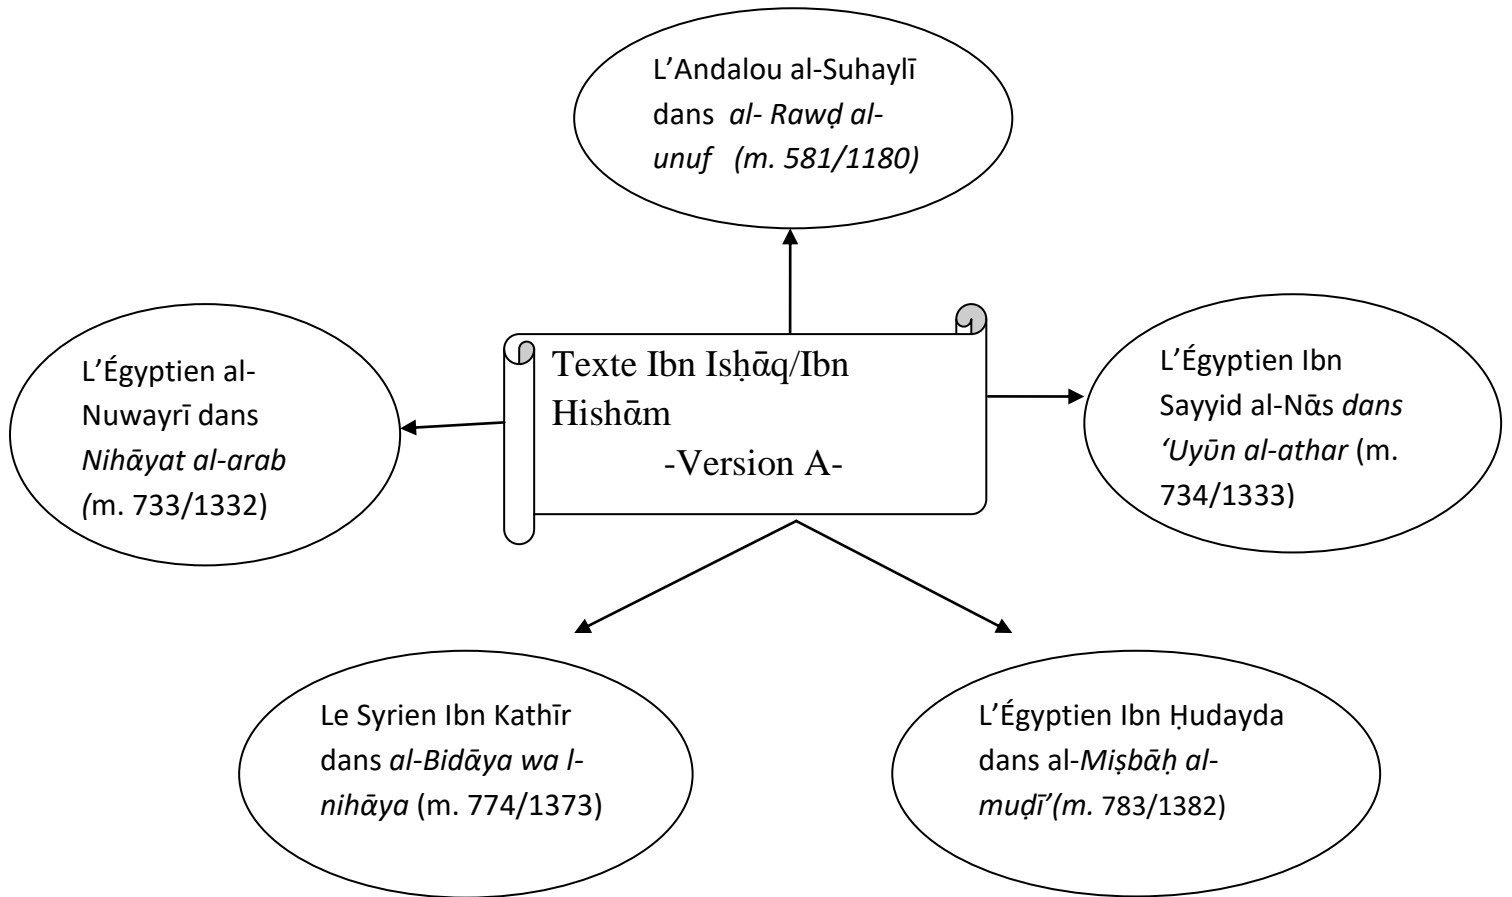 L’Andalou al-Suhaylī
dans al- Rawḍ al-
unuf (m. 581/1180)
L’Égyptien al-
Nuwayrī dans
Nihāyat al-arab
(m. 733/1332)
Texte Ibn Isḥāq/Ibn
Hishām
-Version A-
L’Égyptien Ibn
Sayyid al-Nās dans
‘Uyūn al-athar (m.
734/1333)
Le Syrien Ibn Kathīr
dans al-Bidāya wa l-
nihāya (m. 774/1373)
L’Égyptien Ibn Ḥudayda
dans al-Miṣbāḥ al-
muḍī’(m. 783/1382)